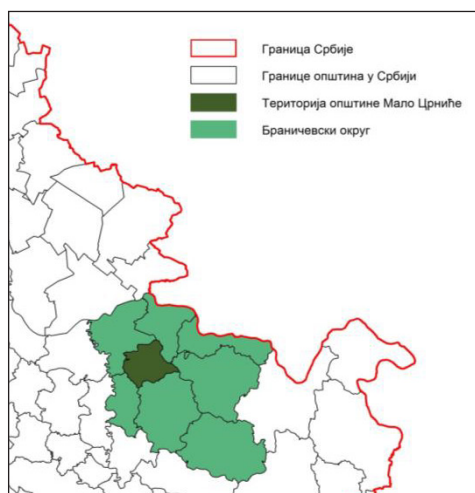 Граница Србије
Границе општина у Србији
Територија општине Мало Црниће
Браничевски округ